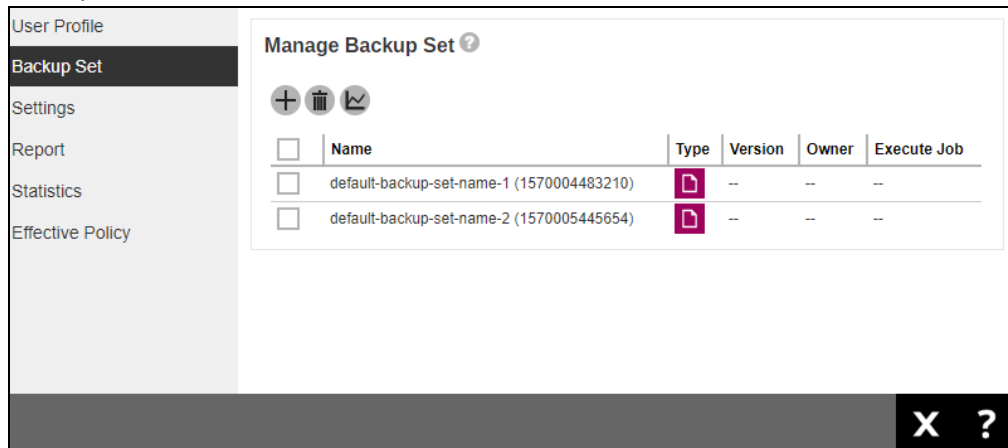 User Profile
Backup Set
Settings
Report
Statistics
Effective Policy
Manage Backup Set ?
Name Type Version Owner Execute Job
default-backup-set-name-1 (1570004483210) -- -- --
default-backup-set-name-2 (1570005445654) -- -- --
X ?